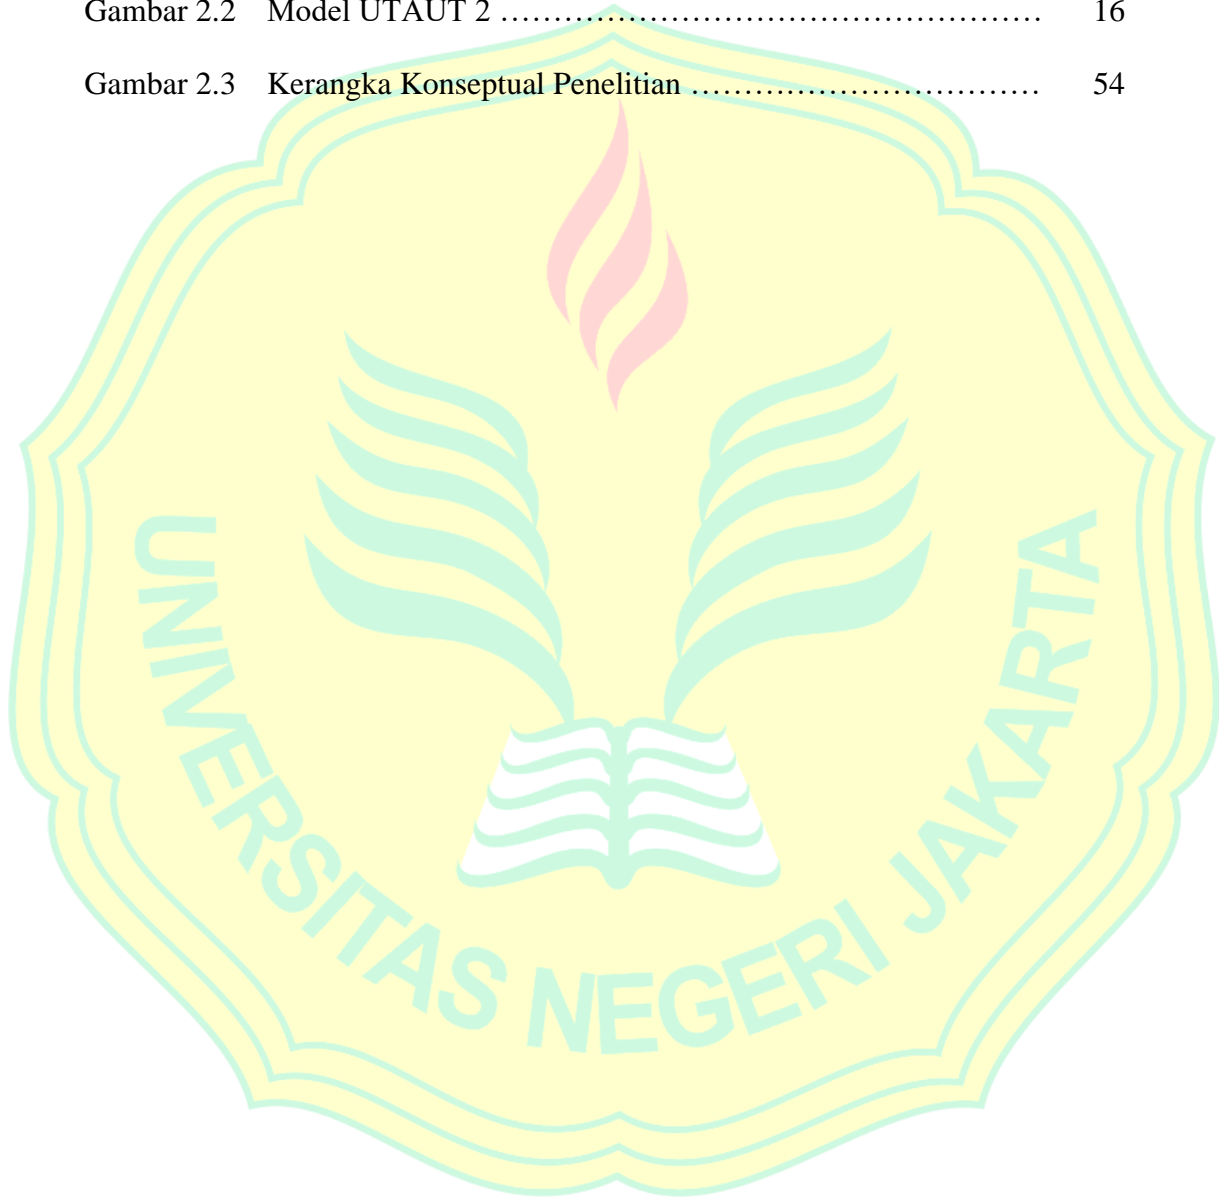 Gambar 2.2 Model UTAUT 2 ………………………………………… 16
Gambar 2.3 Kerangka Konseptual Penelitian …………………………… 54
UNIVERSITAS NEGERI JAKARTA